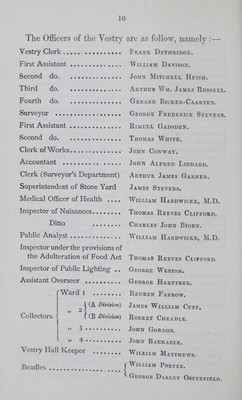 10
The Officers of the Vestry are as follow, namely :—
Vestry Clerk .............. Frank Dethridge.
First Assistant ............ William Davison.
Second do. ............ John Mitchell Huish.
Third do. ............ Arthur Wm. James Russell.
Fourth do. ............ Gerard Bicker-Caarten.
Surveyor ................ George Frederick Stevens.
First Assistant ............ Rimell Gadsden.
Second do. ............ Thomas White.
Clerk of Works ............ John Conway.
Accountant .............. John Alfred Liddard.
Clerk (Surveyor's Department) Arthur James Garner.
Superintendent of Stone Yard James Stevens.
Medical Officer of Health .... William Hardwicke, M.D.
Inspector of Nuisances........ Thomas Reeves Clifford.
Ditto ........ Charles John Biorn.
Public Analyst ............ William Hardwicke, M.D.
Inspector under the provisions of
the Adulteration of Food Act Thomas Reeves Clifford.
Inspector of Public Lighting .. George Weston.
Assistant Overseer .......... George Harttree.
Collectors.
Ward 1 ........ Reuben Farrow.
„ 2 (A Division) James William Cuff,
(B Division) Robert Cheadle.
„ 3 .......... John Gordon.
„ 4 .......... John Barrable.
Vestry Hall Keeper ........ William Matthews.
Beadles .................. William Porter.
George Darley Osterfield.